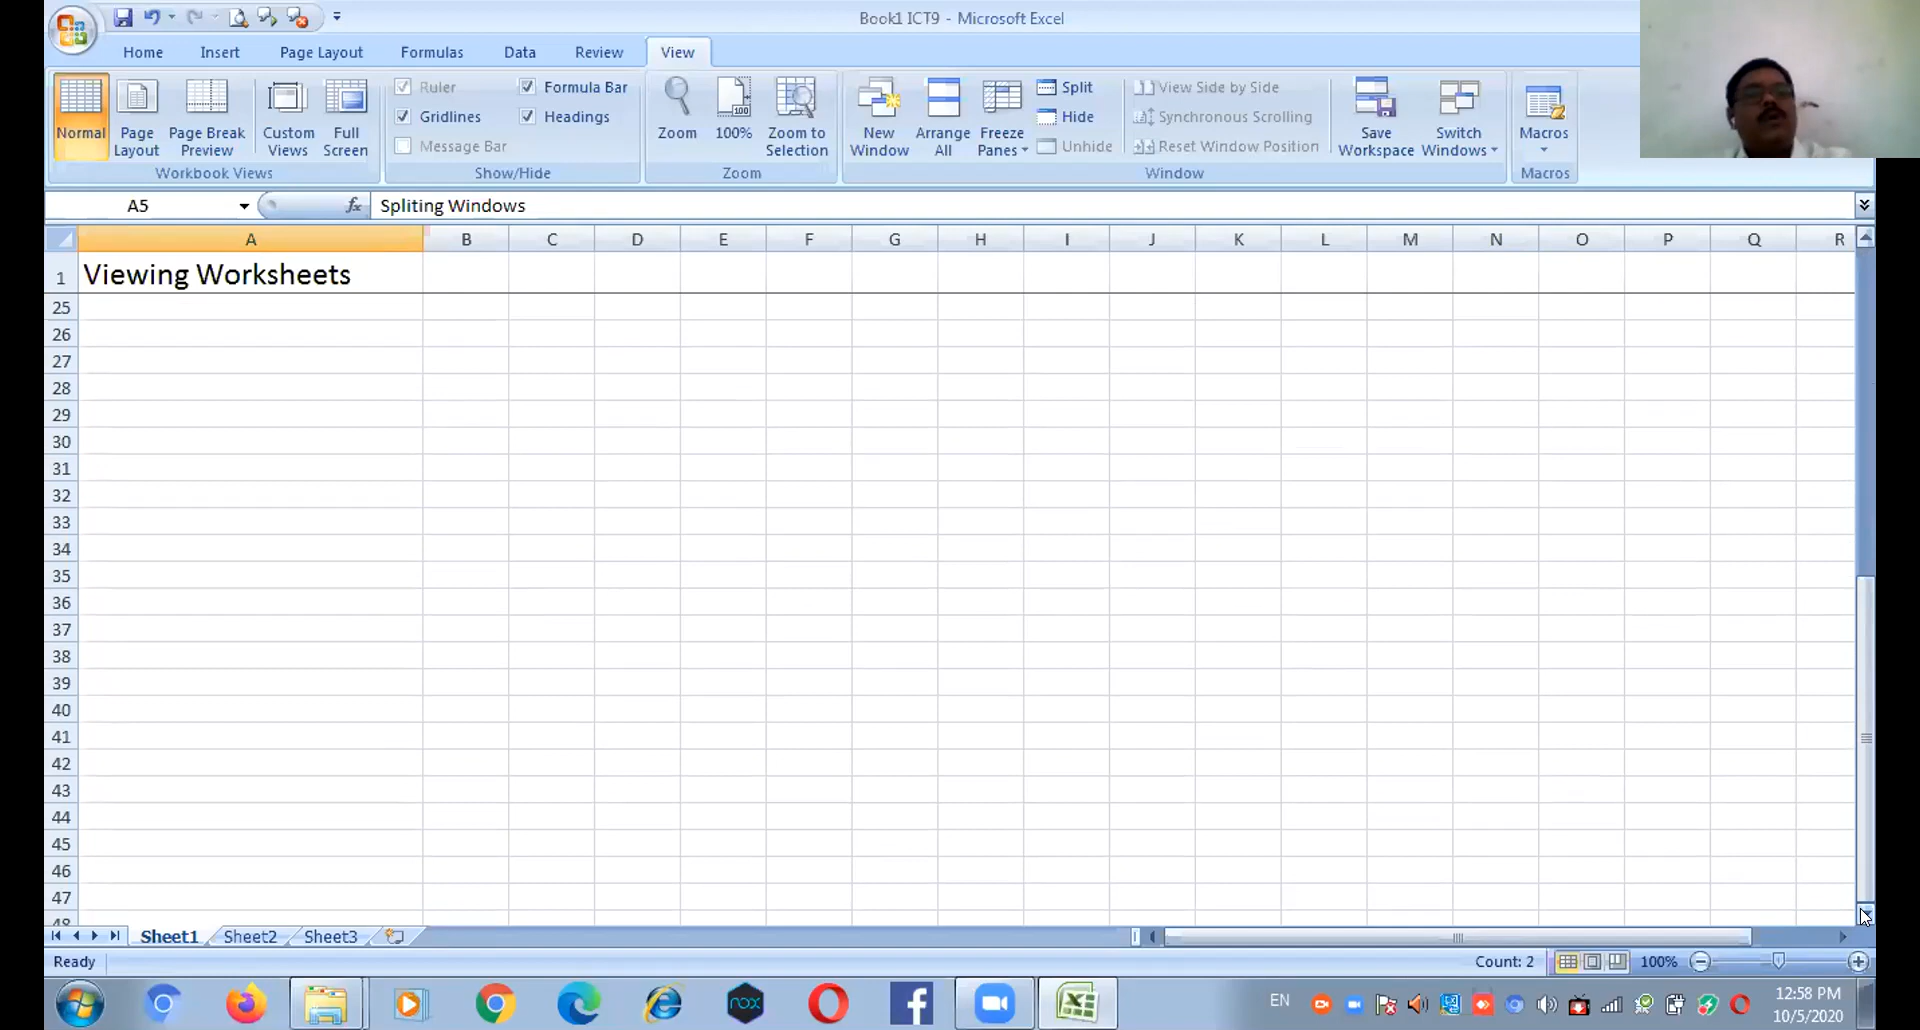 Book1 ICT9 - Microsoft Excel
Home Insert Page Layout Formulas Data Review View
Normal
Page Layout
Page Break Preview
Custom Views
Full Screen
Workbook Views
Ruler
Gridlines
Message Bar
Formula Bar
Headings
Show/Hide
Zoom
100%
Zoom to Selection
Zoom
New Window
Arrange All
Freeze Panes
Split
Hide
Unhide
View Side by Side
Synchronous Scrolling
Reset Window Position
Save Workspace
Switch Windows
Window
Macros
Macros
A5 fx Spliting Windows
A B C D E F G H I J K L M N O P Q R
1 Viewing Worksheets
25
26
27
28
29
30
31
32
33
34
35
36
37
38
39
40
41
42
43
44
45
46
47
48
Sheet1 Sheet2 Sheet3
Ready Count: 2 100%
nox EN 12:58 PM
10/5/2020